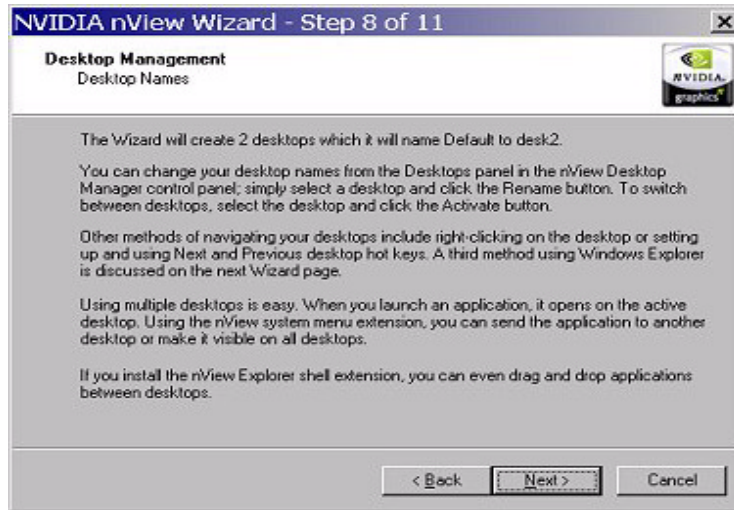 NVIDIA nView Wizard - Step 8 of 11
Desktop Management
Desktop Names
NVIDIA.
graphics
The Wizard will create 2 desktops which it will name Default to desk2.
You can change your desktop names from the Desktops panel in the nView Desktop
Manager control panel; simply select a desktop and click the Rename button. To switch
between desktops, select the desktop and click the Activate button.
Other methods of navigating your desktops include right-clicking on the desktop or setting
up and using Next and Previous desktop hot keys. A third method using Windows Explorer
is discussed on the next Wizard page.
Using multiple desktops is easy. When you launch an application, it opens on the active
desktop. Using the nView system menu extension, you can send the application to another
desktop or make it visible on all desktops.
If you install the nView Explorer shell extension, you can even drag and drop applications
between desktops.
< Back Next > Cancel